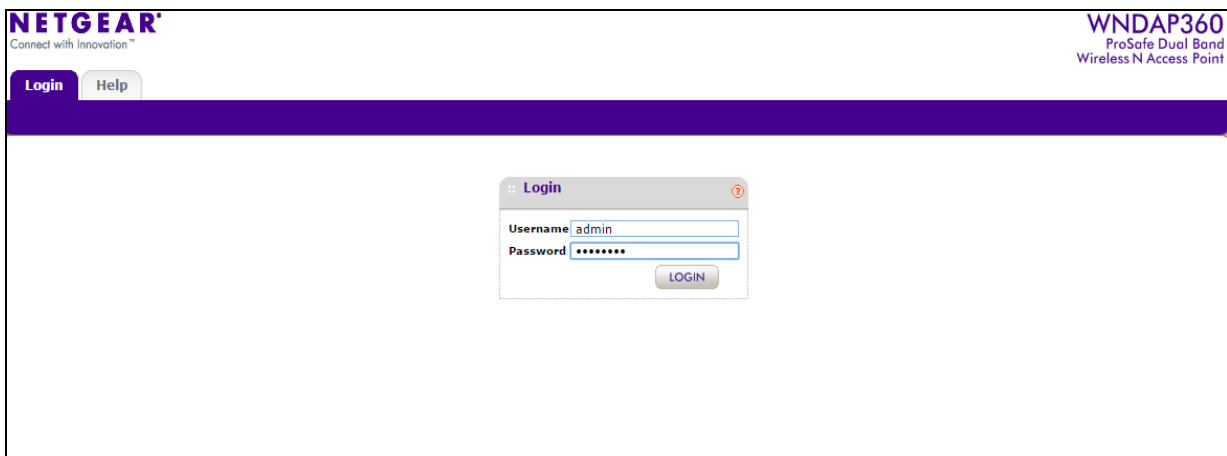 NETGEAR®
Connect with Innovation™
WNDAP360
ProSafe Dual Band
Wireless N Access Point
Login
Help
:: Login
?
Username admin
Password ••••••••
LOGIN